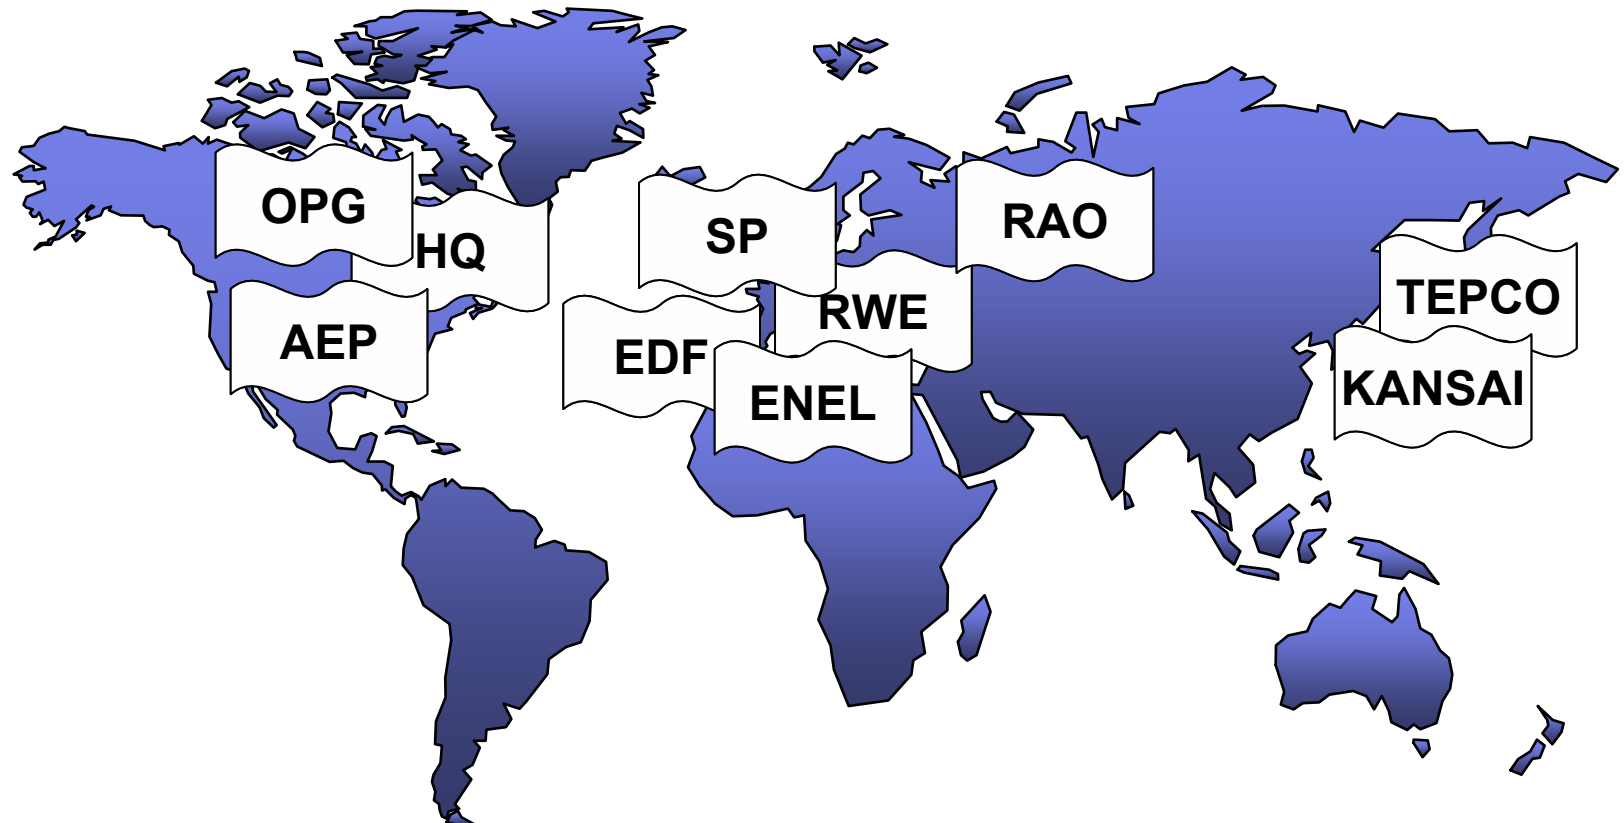 OPG
HQ
AEP
SP
RWE
EDF
ENEL
RAO
TEPCO
KANSAI